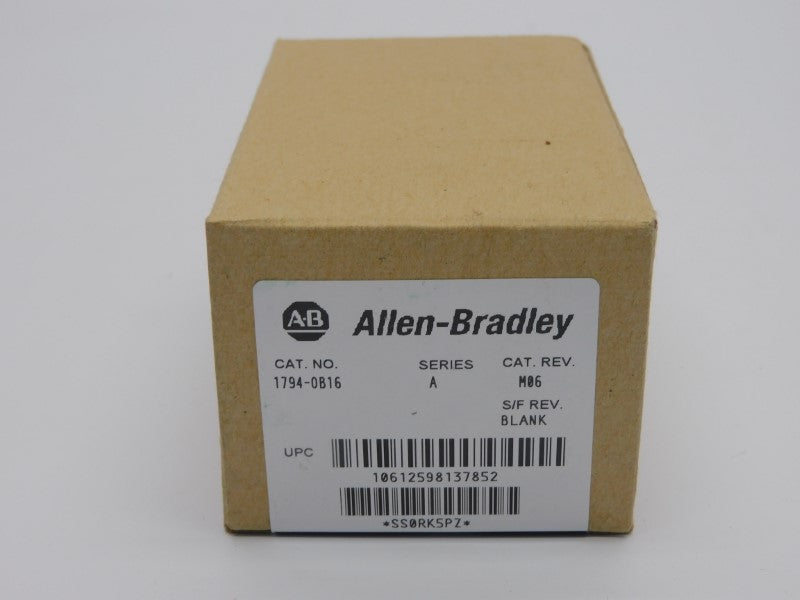 A-B Allen-Bradley
CAT. NO. SERIES CAT. REV.
1794-OB16 A M06
S/F REV.
BLANK
UPC
10612598137852
*SS0RK5PZ*